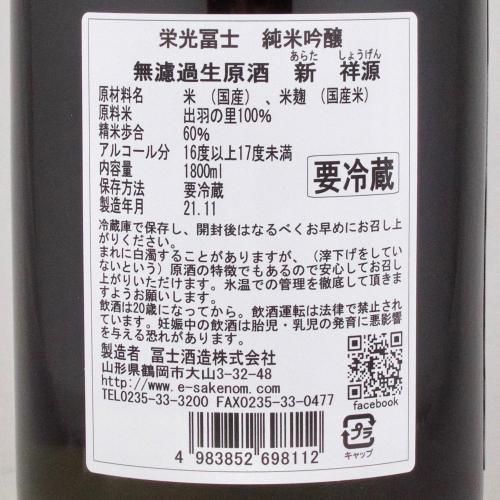 栄光冨士　純米吟醸
あらた　しょうげん
無濾過生原酒　新　祥源
原材料名　米（国産）、米麹（国産米）
原料米　出羽の里100%
精米歩合　60%
アルコール分　16度以上17度未満
内容量　1800ml
保存方法　要冷蔵
製造年月　21.11
要冷蔵
冷蔵庫で保存し、開封後はなるべくお早めにお召し上
がりください。
まれに白濁することがありますが、（滓下げをしてい
ないという）原酒の特徴でもあるので安心してお召し
上がりいただけます。氷温での管理を徹底して頂きま
すようお願いします。
飲酒は20歳になってから。飲酒運転は法律で禁止され
ています。妊娠中の飲酒は胎児・乳児の発育に悪影響
を与える恐れがあります。
製造者　冨士酒造株式会社
山形県鶴岡市大山3-32-48
http://www.e-sakenom.com/
TEL0235-33-3200 FAX0235-33-0477
facebook
4 983852 698112
プラ
キャップ